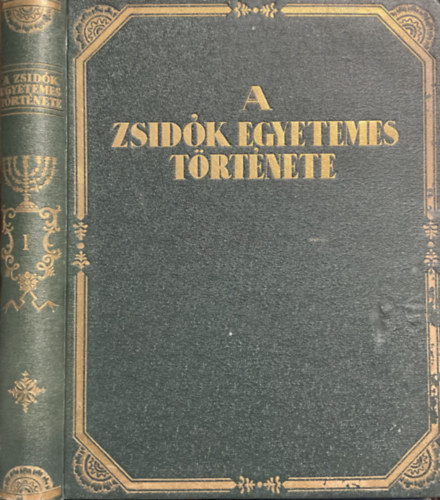 A ZSIDÓK
EGYETEMES
TÖRTÉNETE
I
A
ZSIDÓK EGYETEMES
TÖRTÉNETE